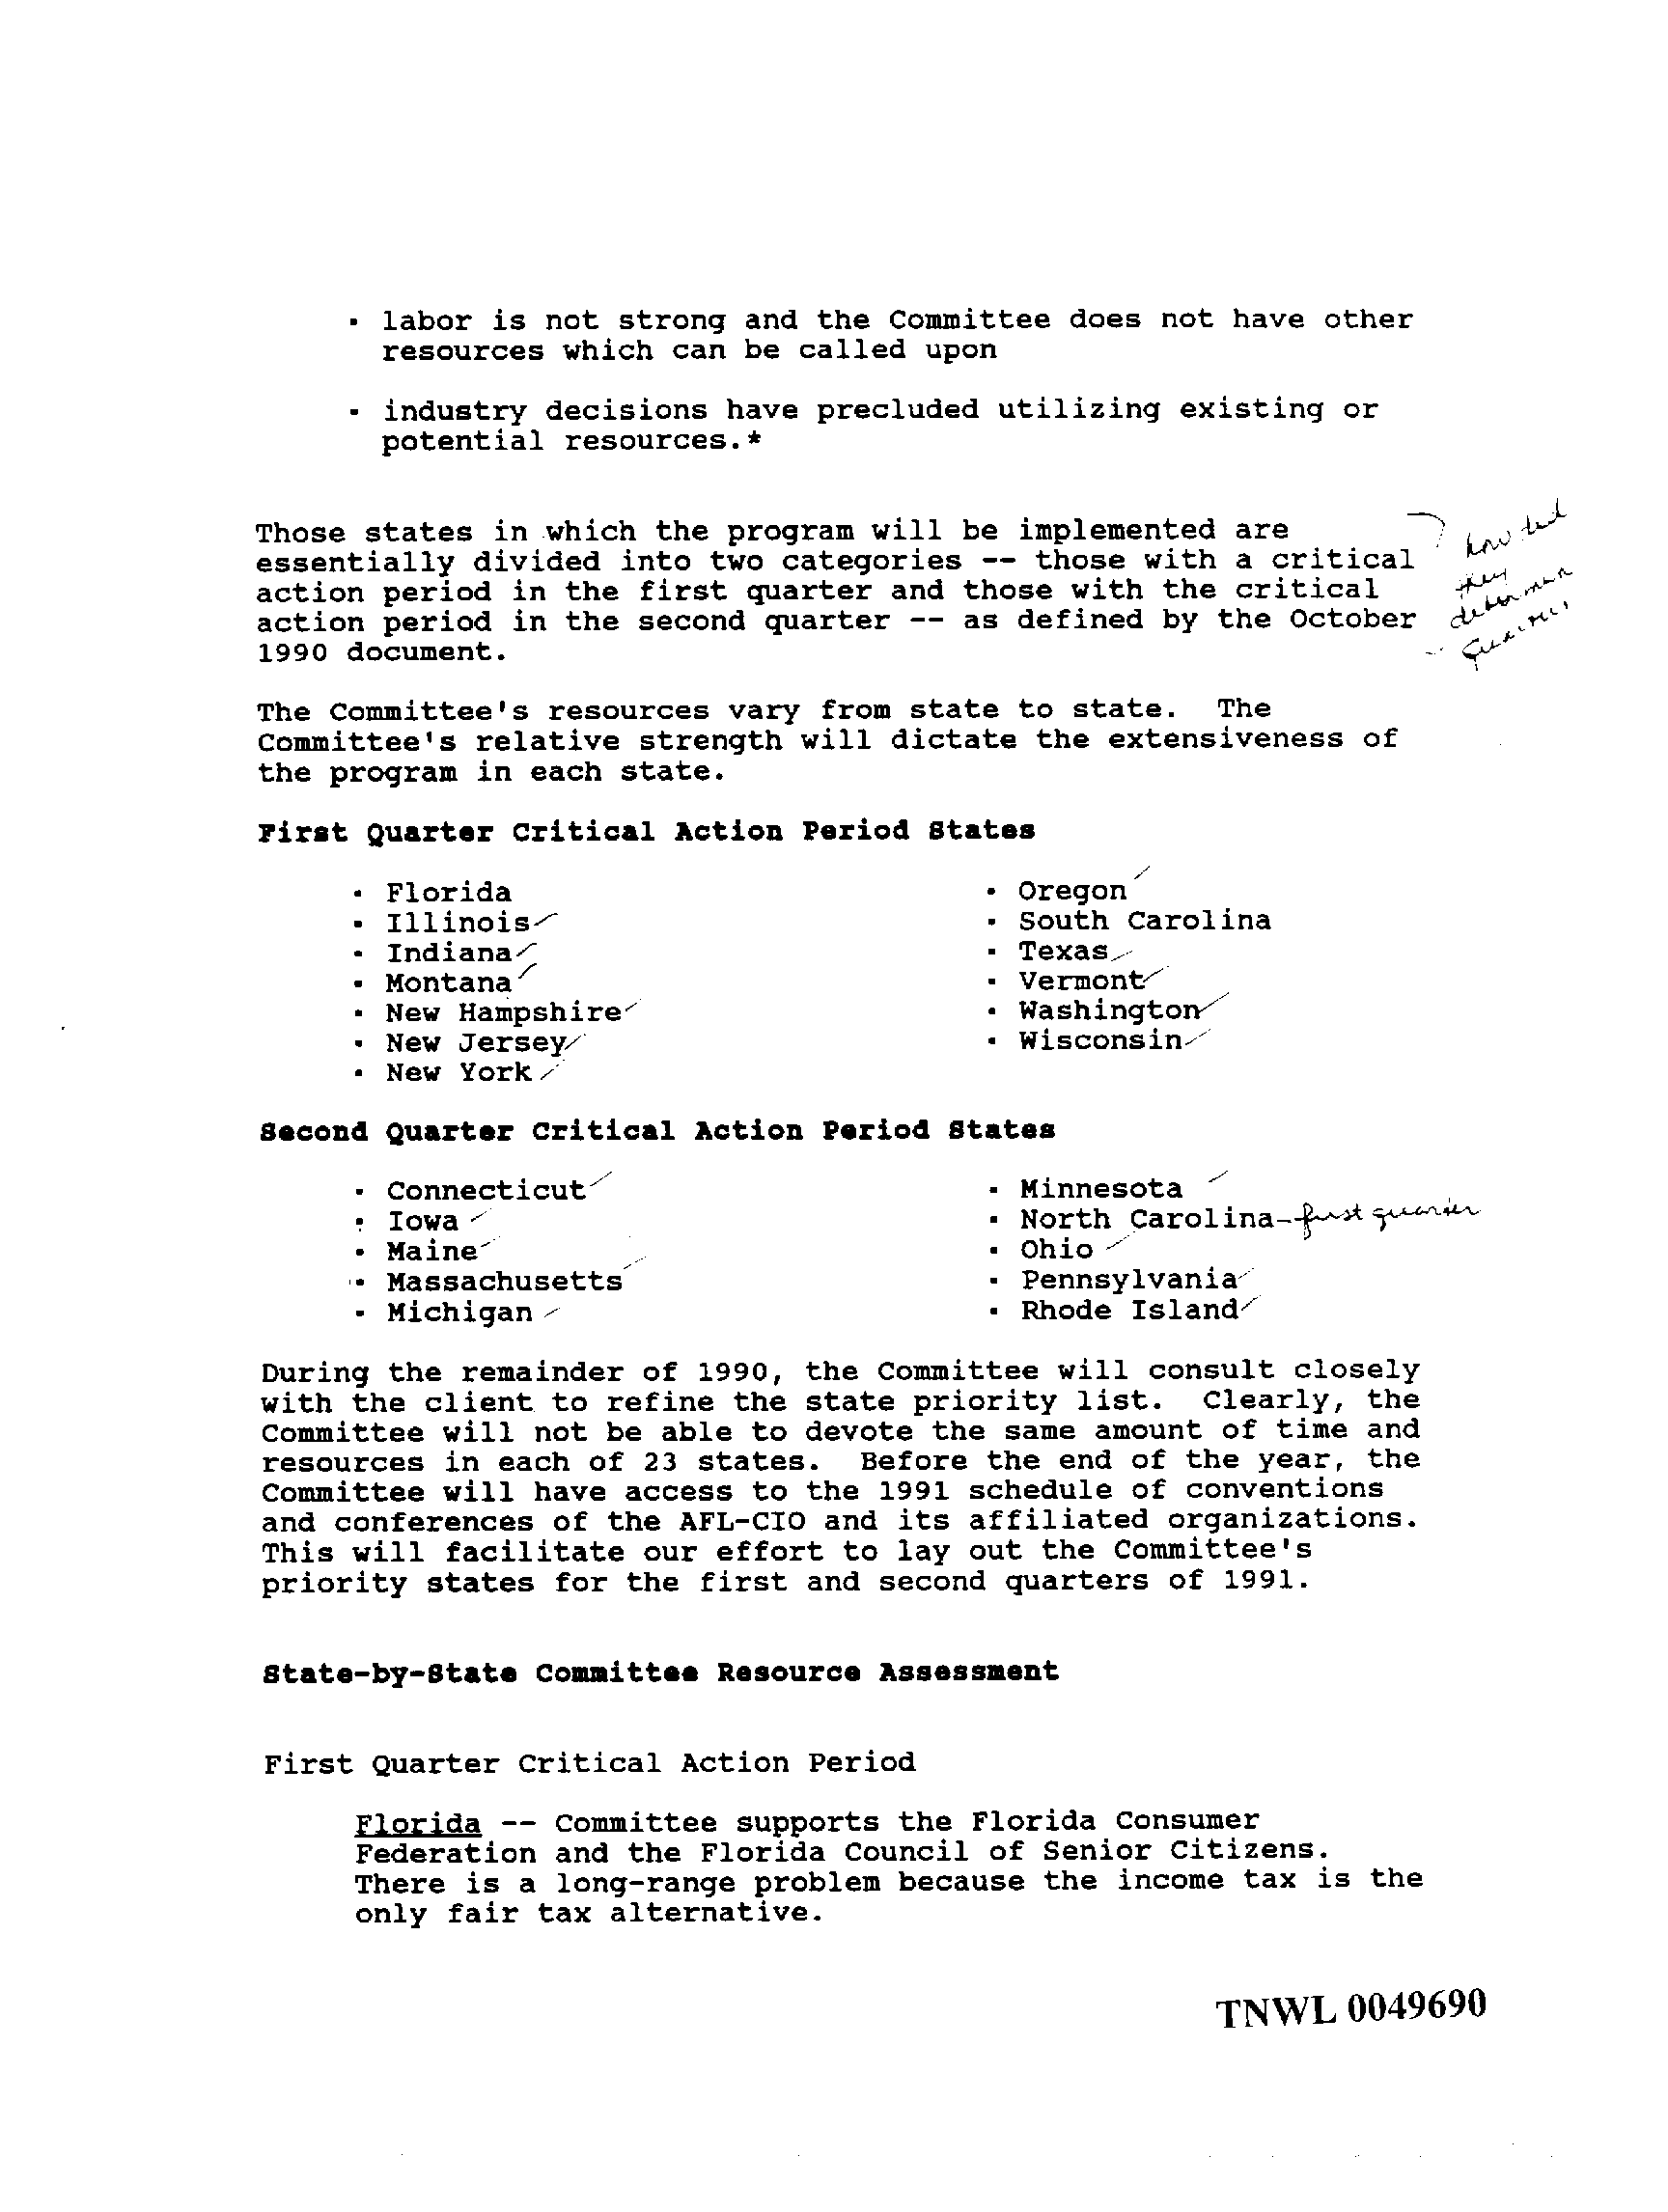 · labor is not strong and the Committee does not have other
resources which can be called upon
· industry decisions have precluded utilizing existing or
potential resources.*
Those states in which the program will be implemented are
essentially divided into two categories -- those with a critical
action period in the first quarter and those with the critical
action period in the second quarter -- as defined by the October
1990 document.
how did
they
The Committee's resources vary from state to state. The
Committee's relative strength will dictate the extensiveness of
the program in each state.
First Quarter Critical Action Period States
· Florida
· Illinois
· Indiana
· Montana
· New Hampshire
· New Jersey
· New York
· Oregon
· South Carolina
· Texas
· Vermont
· Washington
· Wisconsin
Second Quarter Critical Action Period States
· Connecticut
· Iowa
· Maine
· Massachusetts
· Michigan
· Minnesota
· North Carolina-first quarter
· Ohio
· Pennsylvania
· Rhode Island
During the remainder of 1990, the Committee will consult closely
with the client to refine the state priority list. Clearly, the
Committee will not be able to devote the same amount of time and
resources in each of 23 states. Before the end of the year, the
Committee will have access to the 1991 schedule of conventions
and conferences of the AFL-CIO and its affiliated organizations.
This will facilitate our effort to lay out the Committee's
priority states for the first and second quarters of 1991.
State-by-State Committee Resource Assessment
First Quarter Critical Action Period
Florida -- Committee supports the Florida Consumer
Federation and the Florida Council of Senior Citizens.
There is a long-range problem because the income tax is the
only fair tax alternative.
TNWL 0049690